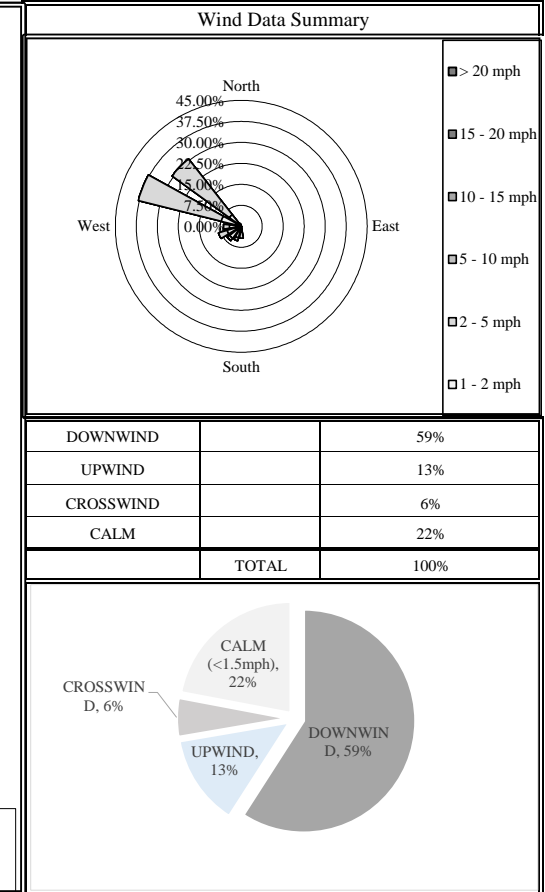 Wind Data Summary
North
45.00%
37.50%
30.00%
22.50%
15.00%
7.50%
0.00%
West
East
South
> 20 mph
15 - 20 mph
10 - 15 mph
5 - 10 mph
2 - 5 mph
1 - 2 mph
DOWNWIND 59%
UPWIND 13%
CROSSWIND 6%
CALM 22%
TOTAL 100%
CALM
(<1.5mph),
22%
CROSSWIN
D, 6%
UPWIND,
13%
DOWNWIN
D, 59%